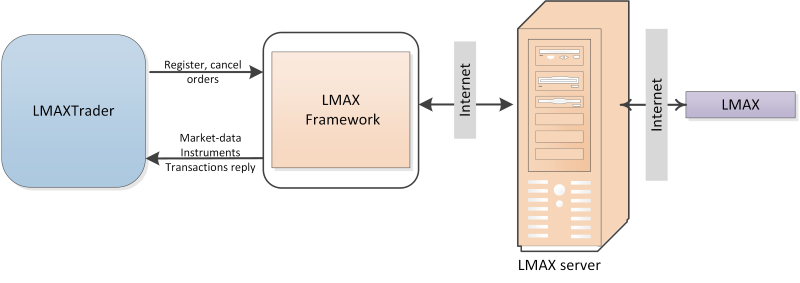 LMAXTrader
Register, cancel
orders
Market-data
Instruments
Transactions reply
LMAX
Framework
Internet
LMAX server
Internet
LMAX